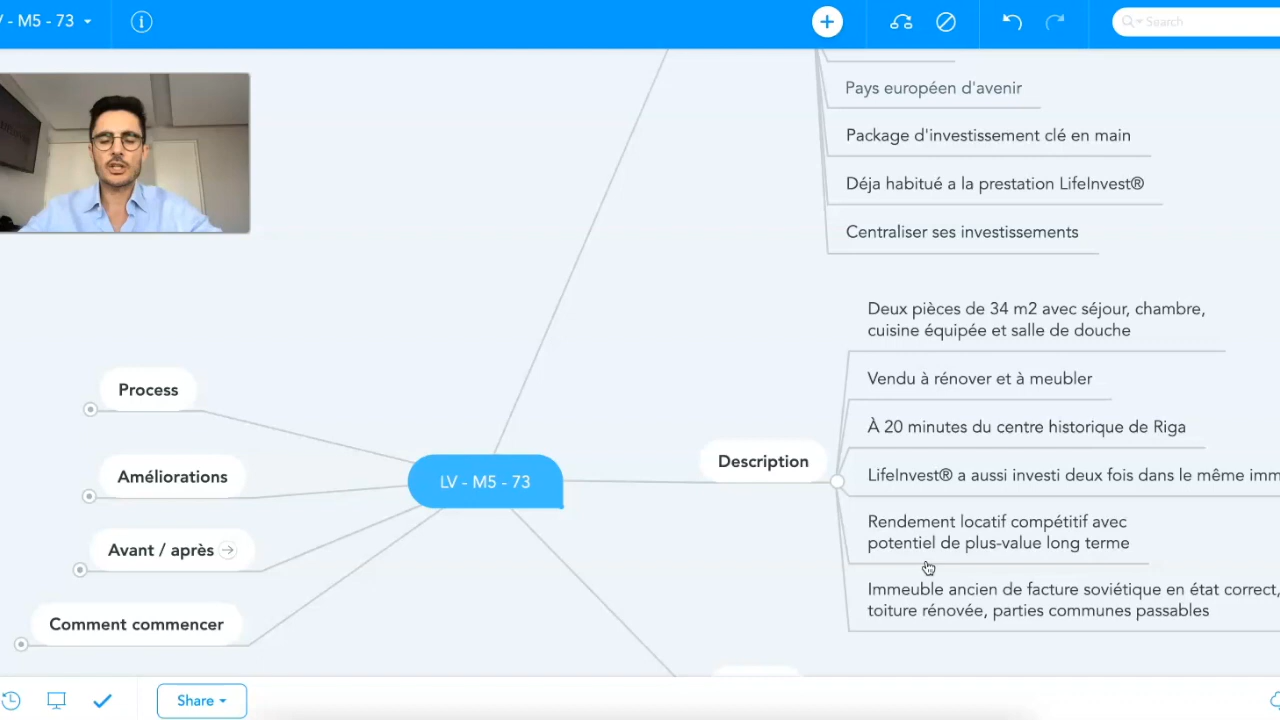 - M5 - 73
Search
Pays européen d'avenir
Package d'investissement clé en main
Déja habitué a la prestation LifeInvest®
Centraliser ses investissements
Deux pièces de 34 m2 avec séjour, chambre,
cuisine équipée et salle de douche
Vendu à rénover et à meubler
À 20 minutes du centre historique de Riga
LifeInvest® a aussi investi deux fois dans le même imm
Rendement locatif compétitif avec
potentiel de plus-value long terme
Immeuble ancien de facture soviétique en état correct,
toiture rénovée, parties communes passables
Description
LV - M5 - 73
Process
Améliorations
Avant / après
Comment commencer
Share